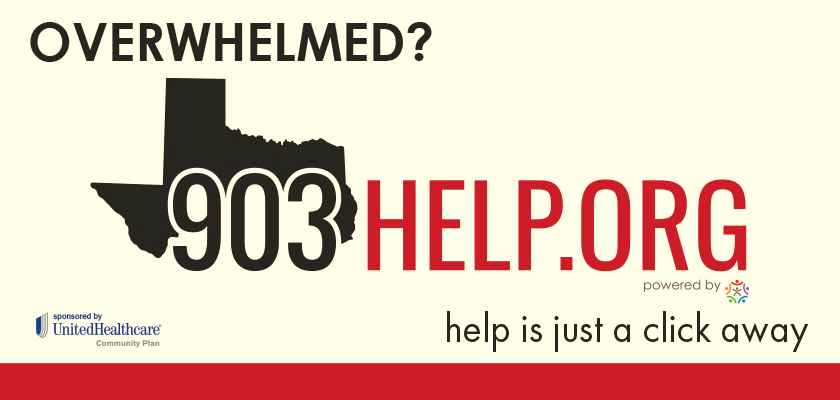 OVERWHELMED?
903HELP.ORG
powered by
sponsored by
UnitedHealthcare®
Community Plan
help is just a click away